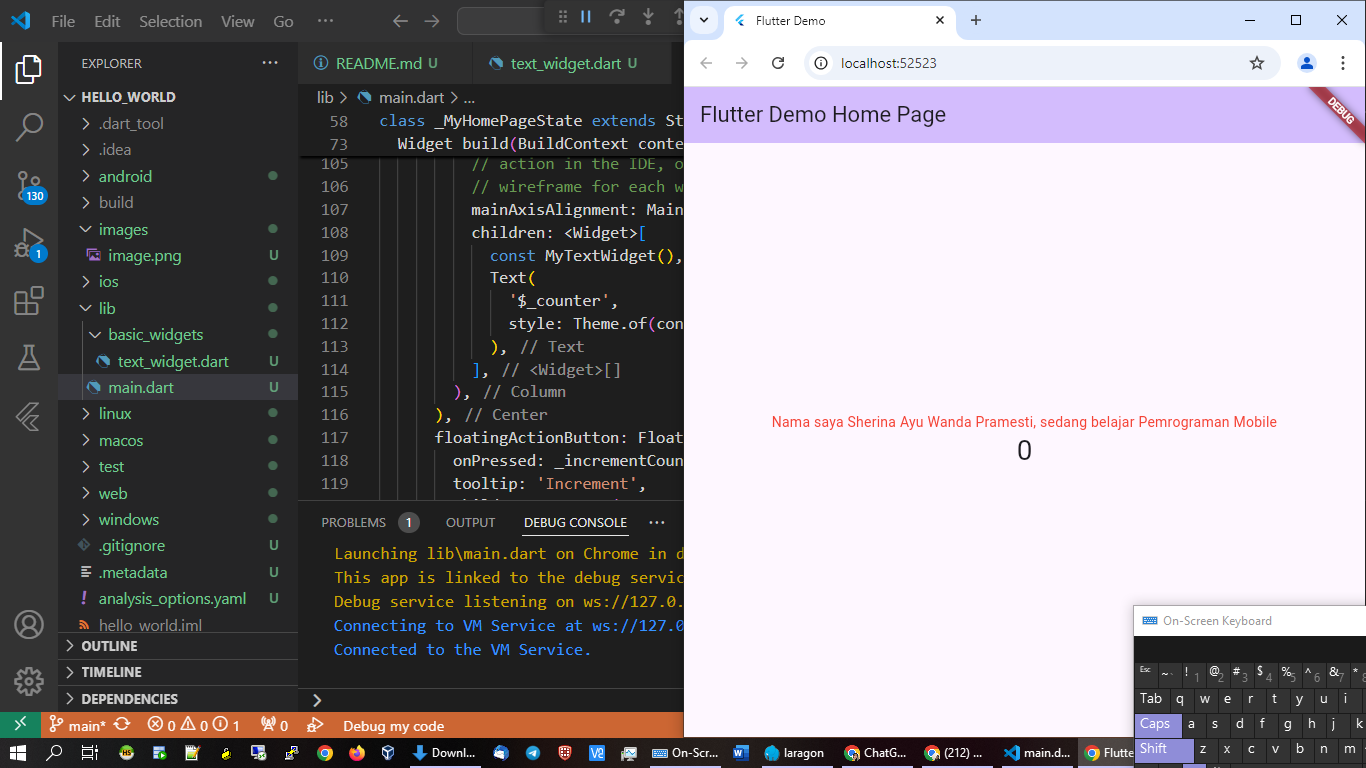 File Edit Selection View Go ···
EXPLORER
HELLO_WORLD
.dart_tool
.idea
android
build
images
image.png U
ios
lib
basic_widgets
text_widget.dart U
main.dart U
linux
macos
test
web
windows
.gitignore U
.metadata U
analysis_options.yaml U
hello_world.iml
OUTLINE
TIMELINE
DEPENDENCIES
130
1
README.md U
text_widget.dart U
lib > main.dart > ...
58 class _MyHomePageState extends St
73 Widget build(BuildContext conte
105 // action in the IDE, o
106 // wireframe for each w
107 mainAxisAlignment: Main
108 children: <Widget>[
109 const MyTextWidget(),
110 Text(
111 '$_counter',
112 style: Theme.of(con
113 ), // Text
114 ], // <Widget>[]
115 ), // Column
116 ), // Center
117 floatingActionButton: Float
118 onPressed: _incrementCoun
119 tooltip: 'Increment',
PROBLEMS 1 OUTPUT DEBUG CONSOLE ···
Launching lib\main.dart on Chrome in d
This app is linked to the debug servic
Debug service listening on ws://127.0.
Connecting to VM Service at ws://127.0
Connected to the VM Service.
main* 0 0 1 0 Debug my code
Flutter Demo
localhost:52523
Flutter Demo Home Page
DEBUG
Nama saya Sherina Ayu Wanda Pramesti, sedang belajar Pemrograman Mobile
0
On-Screen Keyboard
Esc ~ ` ! 1 @ 2 # 3 $ 4 % 5 ^ 6 & 7 * 8
Tab q w e r t y u i
Caps a s d f g h j k
Shift z x c v b n m
Downl... On-Scr... laragon ChatG... (212) ... main.d... Flutte